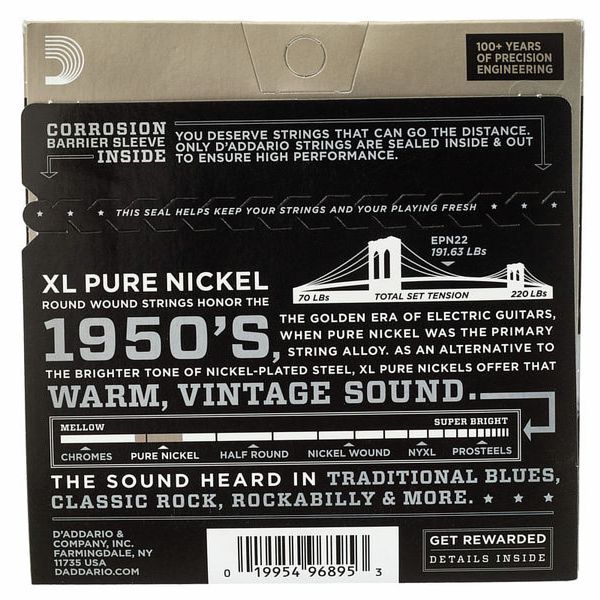 100+ YEARS
OF PRECISION
ENGINEERING
CORROSION
BARRIER SLEEVE
INSIDE
YOU DESERVE STRINGS THAT CAN GO THE DISTANCE.
ONLY D'ADDARIO STRINGS ARE SEALED INSIDE & OUT
TO ENSURE HIGH PERFORMANCE.
THIS SEAL HELPS KEEP YOUR STRINGS AND YOUR PLAYING FRESH
EPN22
191.63 LBs
70 LBs TOTAL SET TENSION 220 LBs
XL PURE NICKEL
ROUND WOUND STRINGS HONOR THE
1950'S,
THE GOLDEN ERA OF ELECTRIC GUITARS,
WHEN PURE NICKEL WAS THE PRIMARY
STRING ALLOY. AS AN ALTERNATIVE TO
THE BRIGHTER TONE OF NICKEL-PLATED STEEL, XL PURE NICKELS OFFER THAT
WARM, VINTAGE SOUND.
MELLOW SUPER BRIGHT
CHROMES PURE NICKEL HALF ROUND NICKEL WOUND NYXL PROSTEELS
THE SOUND HEARD IN TRADITIONAL BLUES,
CLASSIC ROCK, ROCKABILLY & MORE.
D'ADDARIO &
COMPANY, INC.
FARMINGDALE, NY
11735 USA
DADDARIO.COM
0 19954 96895 3
GET REWARDED
DETAILS INSIDE